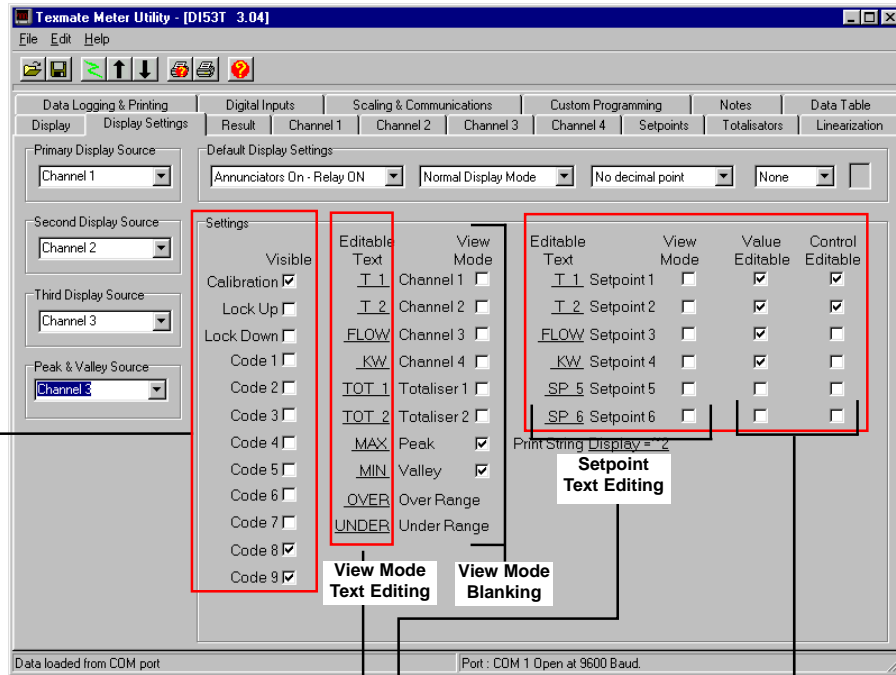 Texmate Meter Utility - [DI53T 3.04]
File Edit Help
Data Logging & Printing Digital Inputs Scaling & Communications Custom Programming Notes Data Table
Display Display Settings Result Channel 1 Channel 2 Channel 3 Channel 4 Setpoints Totalisators Linearization
Primary Display Source
Channel 1
Default Display Settings
Annunciators On - Relay ON Normal Display Mode No decimal point None
Second Display Source
Channel 2
Third Display Source
Channel 3
Peak & Valley Source
Channel 3
Settings
Visible
Calibration
Lock Up
Lock Down
Code 1
Code 2
Code 3
Code 4
Code 5
Code 6
Code 7
Code 8
Code 9
Editable Text View Mode
T 1 Channel 1
T 2 Channel 2
FLOW Channel 3
KW Channel 4
TOT 1 Totaliser 1
TOT 2 Totaliser 2
MAX Peak
MIN Valley
OVER Over Range
UNDER Under Range
View Mode
Text Editing
View Mode
Blanking
Editable Text View Mode Value Editable Control Editable
T 1 Setpoint 1
T 2 Setpoint 2
FLOW Setpoint 3
KW Setpoint 4
SP 5 Setpoint 5
SP 6 Setpoint 6
Print String Display =~2
Setpoint
Text Editing
Data loaded from COM port Port : COM 1 Open at 9600 Baud.